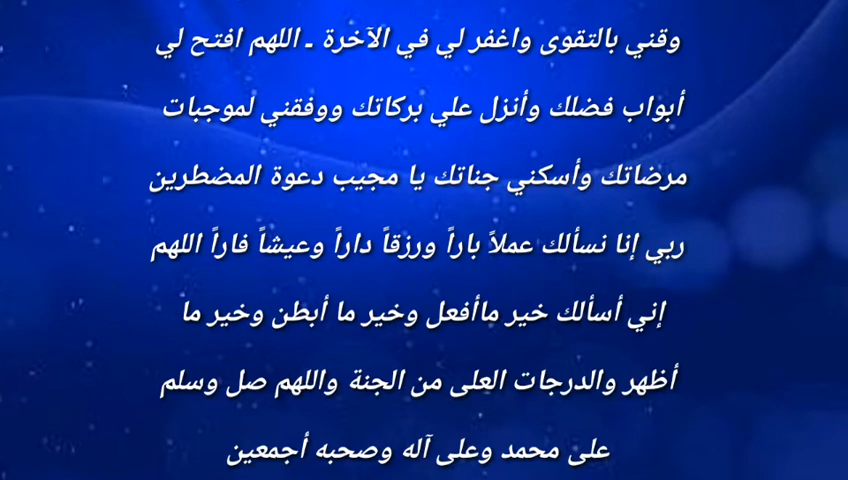 وقني بالتقوى واغفر لي في الآخرة ـ اللهم افتح لي
أبواب فضلك وأنزل علي بركاتك ووفقني لموجبات
مرضاتك وأسكني جناتك يا مجيب دعوة المضطرين
ربي إنا نسألك عملاً باراً ورزقاً داراً وعيشاً فاراً اللهم
إني أسألك خير ماأفعل وخير ما أبطن وخير ما
أظهر والدرجات العلى من الجنة واللهم صل وسلم
على محمد وعلى آله وصحبه أجمعين